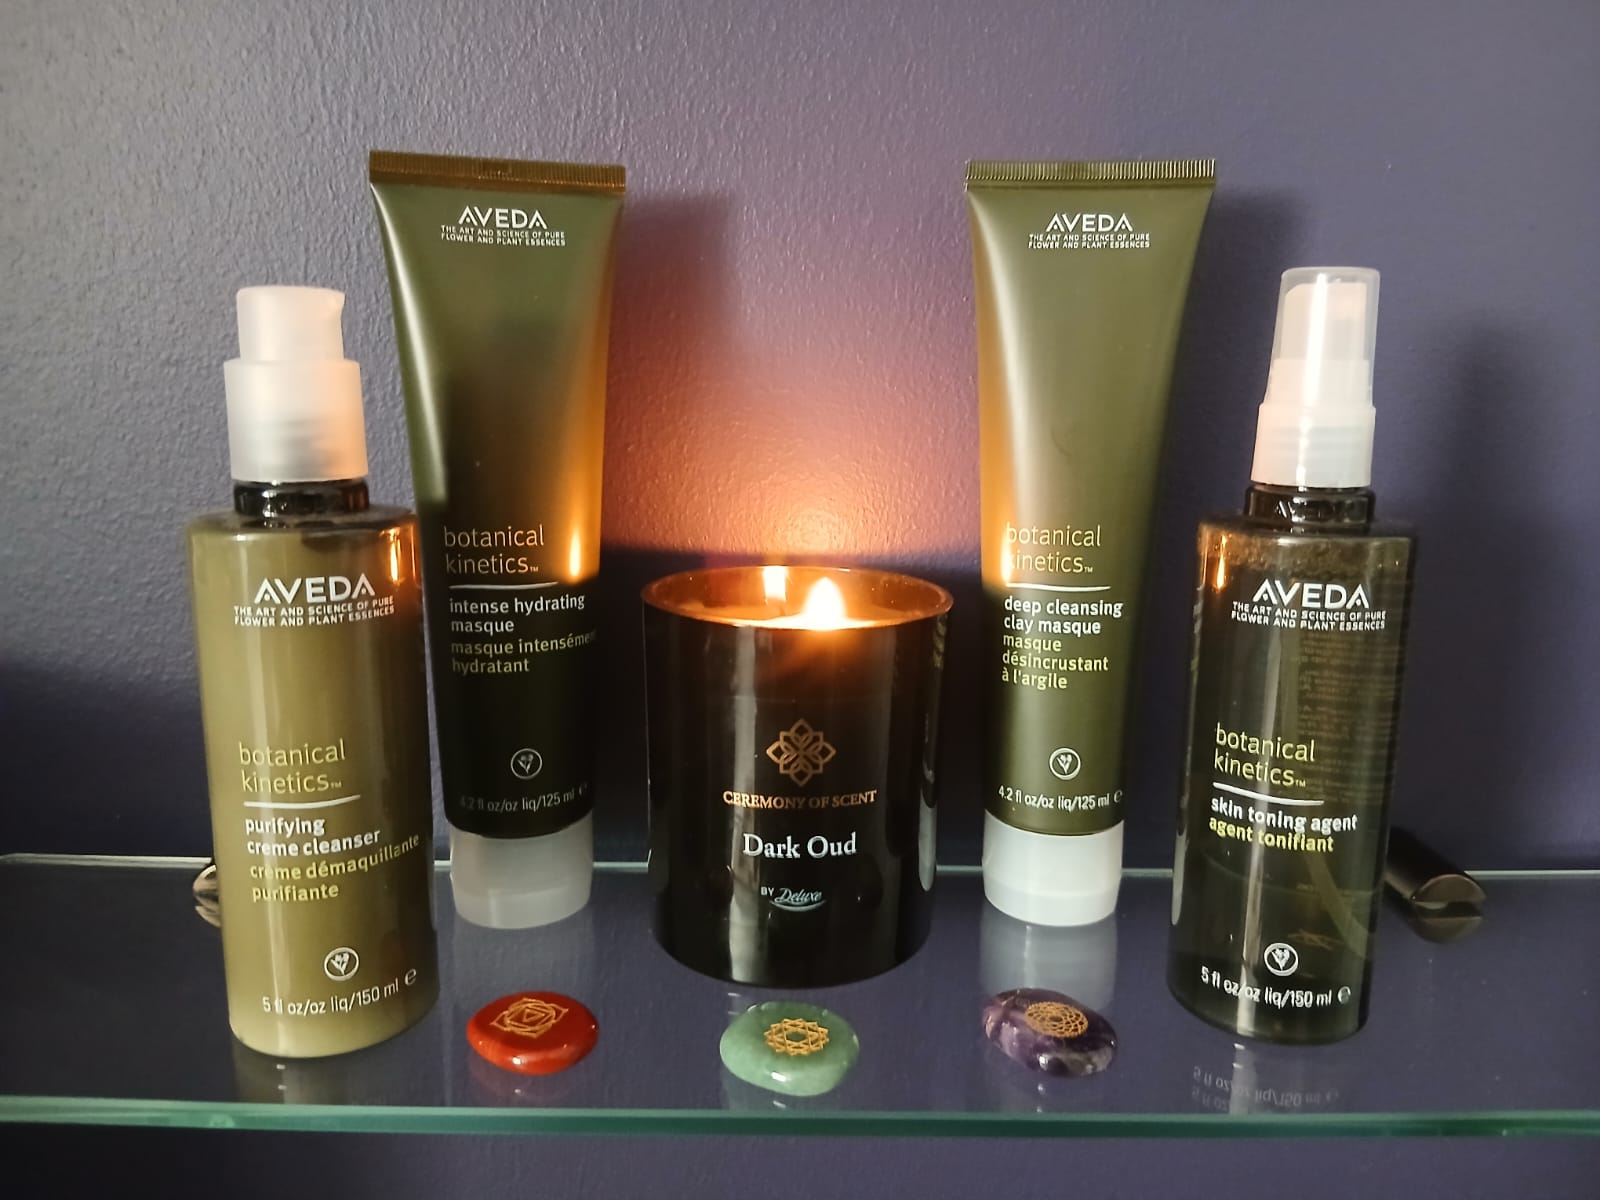 AVEDA
THE ART AND SCIENCE OF PURE
FLOWER AND PLANT ESSENCES
botanical
kinetics™
purifying
creme cleanser
crème démaquillante
purifiante
5 fl oz/oz liq/150 ml ℮
AVEDA
THE ART AND SCIENCE OF PURE
FLOWER AND PLANT ESSENCES
botanical
kinetics™
intense hydrating
masque
masque intensément
hydratant
4.2 fl oz/oz liq/125 ml ℮
CEREMONY OF SCENT
Dark Oud
BY Deluxe
AVEDA
THE ART AND SCIENCE OF PURE
FLOWER AND PLANT ESSENCES
botanical
kinetics™
deep cleansing
clay masque
masque
désincrustant
à l'argile
4.2 fl oz/oz liq/125 ml ℮
AVEDA
THE ART AND SCIENCE OF PURE
FLOWER AND PLANT ESSENCES
botanical
kinetics™
skin toning agent
agent tonifiant
5 fl oz/oz liq/150 ml ℮